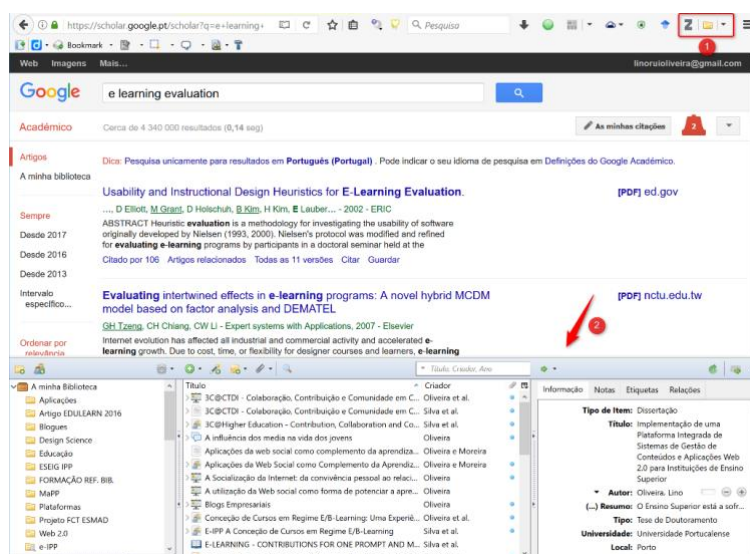 https://scholar.google.pt/scholar?q=e+learning+
Pesquisa
Bookmark
Z
1
Web Imagens Mais...
linoruioliveira@gmail.com
Google
e learning evaluation
Académico
Cerca de 4 340 000 resultados (0,14 seg)
As minhas citações
2
Artigos
A minha biblioteca
Dica: Pesquisa unicamente para resultados em Português (Portugal) . Pode indicar o seu idioma de pesquisa em Definições do Google Académico.
Usability and Instructional Design Heuristics for E-Learning Evaluation.
[PDF] ed.gov
..., D Elliott, M Grant, D Holschuh, B Kim, H Kim, E Lauber... - 2002 - ERIC
ABSTRACT Heuristic evaluation is a methodology for investigating the usability of software
originally developed by Nielsen (1993, 2000). Nielsen's protocol was modified and refined
for evaluating e-learning programs by participants in a doctoral seminar held at the
Citado por 106 Artigos relacionados Todas as 11 versões Citar Guardar
Sempre
Desde 2017
Desde 2016
Desde 2013
Intervalo
específico...
Evaluating intertwined effects in e-learning programs: A novel hybrid MCDM
model based on factor analysis and DEMATEL
[PDF] nctu.edu.tw
GH Tzeng, CH Chiang, CW Li - Expert systems with Applications, 2007 - Elsevier
Internet evolution has affected all industrial and commercial activity and accelerated e-
learning growth. Due to cost, time, or flexibility for designer courses and learners, e-learning
2
Ordenar por
relevância
Título, Criador, Ano
A minha Biblioteca
Aplicações
Artigo EDULEARN 2016
Blogues
Design Science
Educação
ESEIG IPP
FORMAÇÃO REF. BIB.
MaPP
Plataformas
Projeto FCT ESMAD
Web 2.0
e-IPP
Título Criador
3C@CTDI - Colaboração, Contribuição e Comunidade em C... Oliveira et al.
3C@CTDI - Colaboração, Contribuição e Comunidade em C... Silva et al.
3C@Higher Education - Contribution, Collaboration and Co... Silva et al.
A influência dos media na vida dos jovens Oliveira
Aplicações da web social como complemento da aprendiza... Oliveira e Moreira
Aplicações da Web Social como Complemento da Aprendiz... Oliveira e Moreira
A Socialização da Internet: da convivência pessoal ao relaci... Oliveira
A utilização da Web social como forma de potenciar a apre... Oliveira
Blogs Empresariais Oliveira
Conceção de Cursos em Regime E/B-Learning: Uma Experiê... Oliveira et al.
E-IPP A Conceção de Cursos em Regime E/B-Learning Silva et al.
E-LEARNING - CONTRIBUTIONS FOR ONE PROMPT AND M... Silva et al.
Informação Notas Etiquetas Relações
Tipo de Item: Dissertação
Título: Implementação de uma
Plataforma Integrada de
Sistemas de Gestão de
Conteúdos e Aplicações Web
2.0 para Instituições de Ensino
Superior
Autor: Oliveira, Lino
(...) Resumo: O Ensino Superior está a sofr...
Tipo: Tese de Doutoramento
Universidade: Universidade Portucalense
Local: Porto